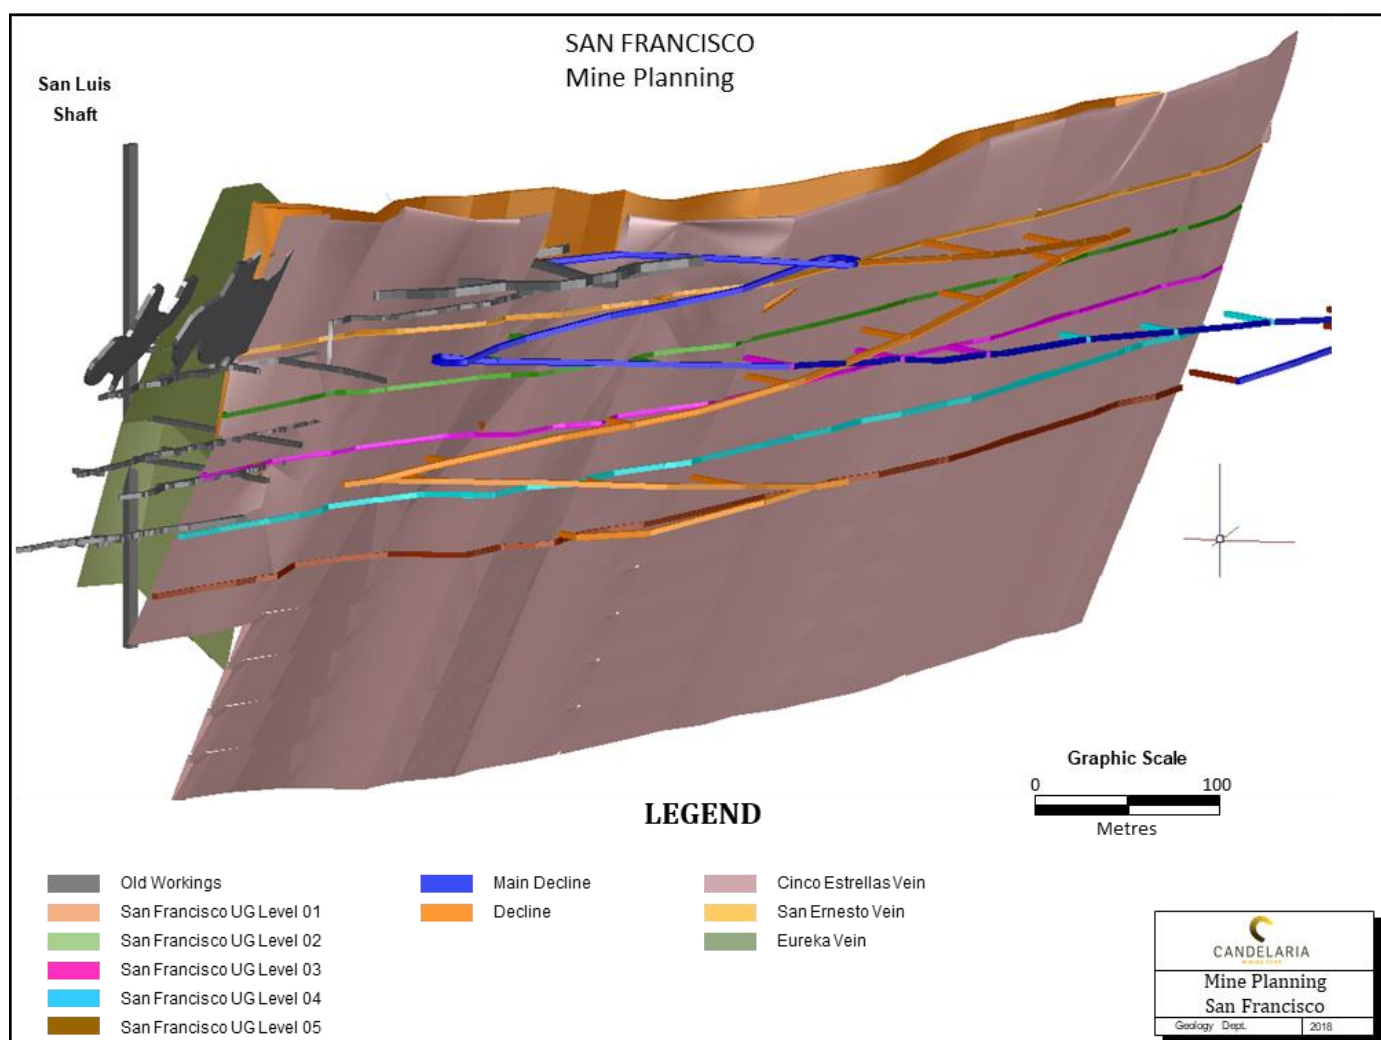 SAN FRANCISCO
Mine Planning
San Luis
Shaft
Graphic Scale
0 100
Metres
LEGEND
Old Workings
San Francisco UG Level 01
San Francisco UG Level 02
San Francisco UG Level 03
San Francisco UG Level 04
San Francisco UG Level 05
Main Decline
Decline
Cinco Estrellas Vein
San Ernesto Vein
Eureka Vein
CANDELARIA
MINING CORP
Mine Planning
San Francisco
Geology Dept. 2018